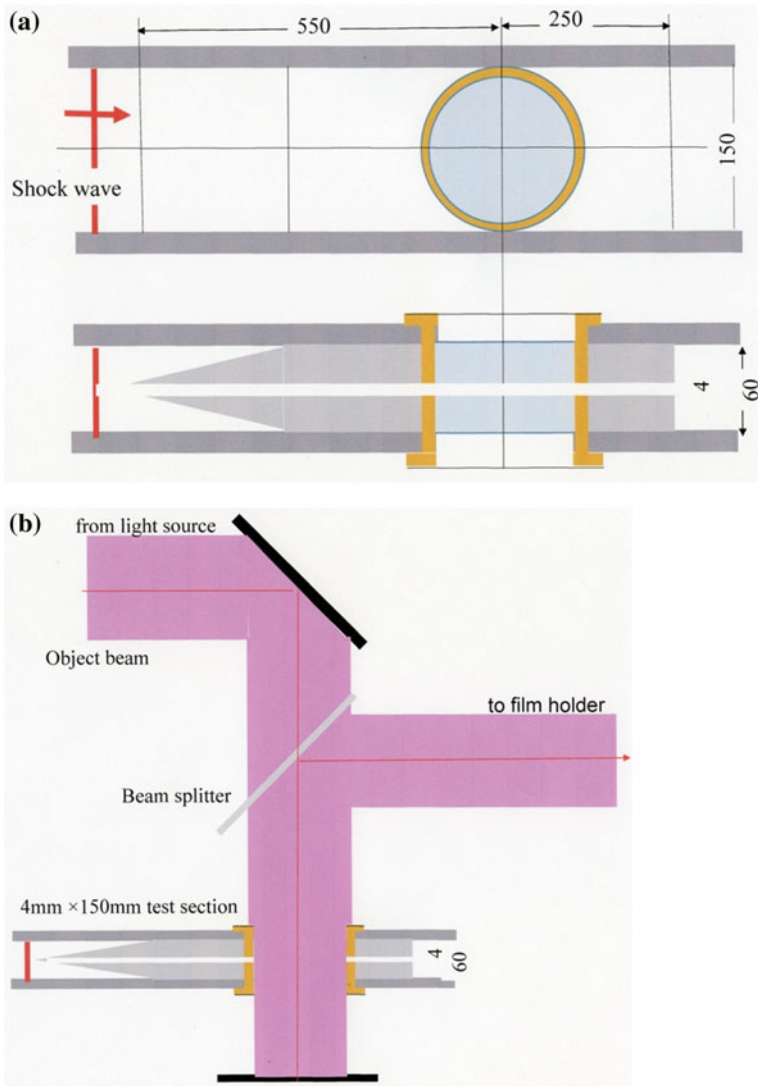 (a)
550
250
Shock wave
150
4
60
(b)
from light source
Object beam
to film holder
Beam splitter
4mm ×150mm test section
4
60